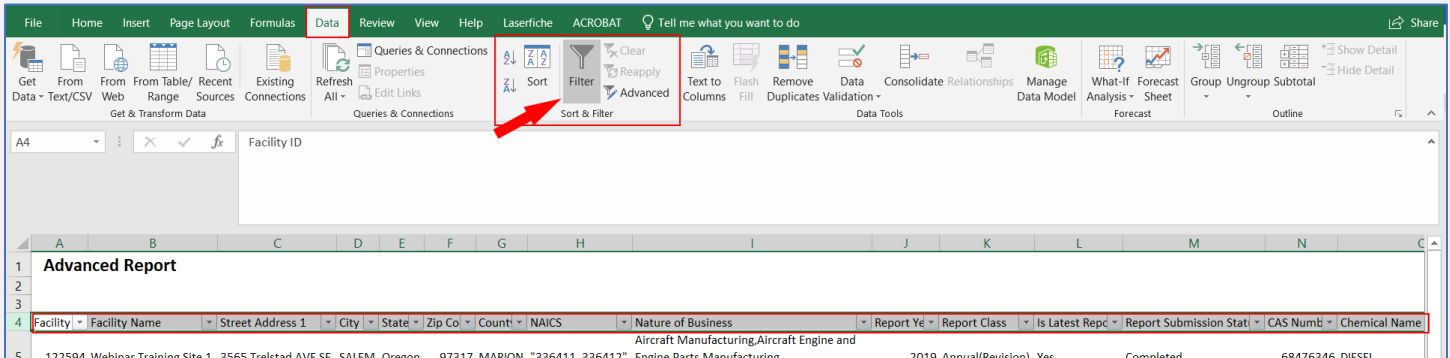 File Home Insert Page Layout Formulas Data Review View Help Laserfiche ACROBAT Tell me what you want to do Share
Get Data From Text/CSV From Web From Table/ Range Recent Sources Existing Connections
Get & Transform Data
Refresh All Queries & Connections Properties Edit Links
Queries & Connections
Sort Filter Clear Reapply Advanced
Sort & Filter
Text to Columns Flash Fill Remove Duplicates Data Validation Consolidate Relationships Manage Data Model
Data Tools
What-If Analysis Forecast Sheet
Forecast
Group Ungroup Subtotal Show Detail Hide Detail
Outline
A4 fx Facility ID
A B C D E F G H I J K L M N
1 Advanced Report
2
3
4 Facility Facility Name Street Address 1 City State Zip Co Count NAICS Nature of Business Report Ye Report Class Is Latest Repo Report Submission Stat CAS Numb Chemical Name
Aircraft Manufacturing,Aircraft Engine and
5 122594 Webinar Training Site 1 3565 Trelstad AVE SE SALEM Oregon 97317 MARION "336411, 336412" Engine Parts Manufacturing 2019 Annual(Revision) Yes Completed 68476346 DIESEL